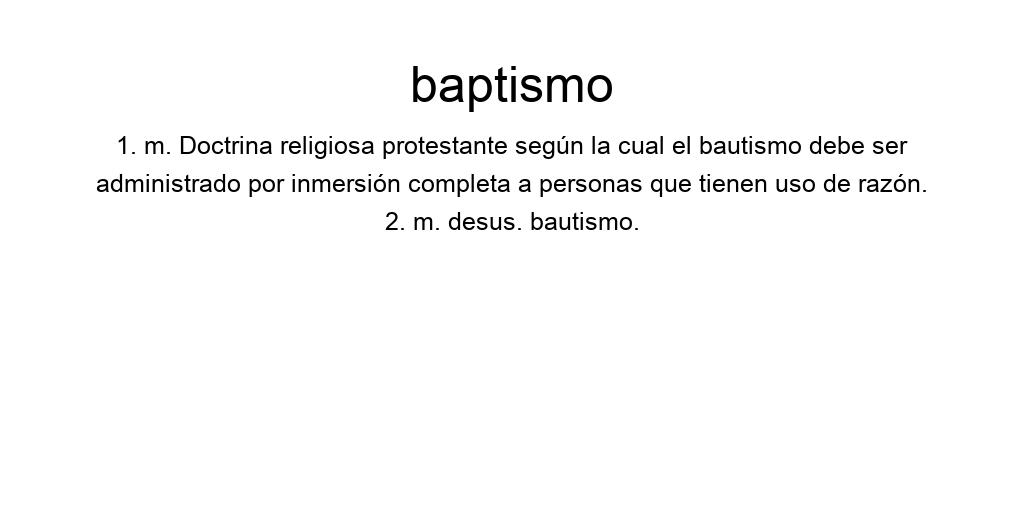 baptismo
1. m. Doctrina religiosa protestante según la cual el bautismo debe ser
administrado por inmersión completa a personas que tienen uso de razón.
2. m. desus. bautismo.